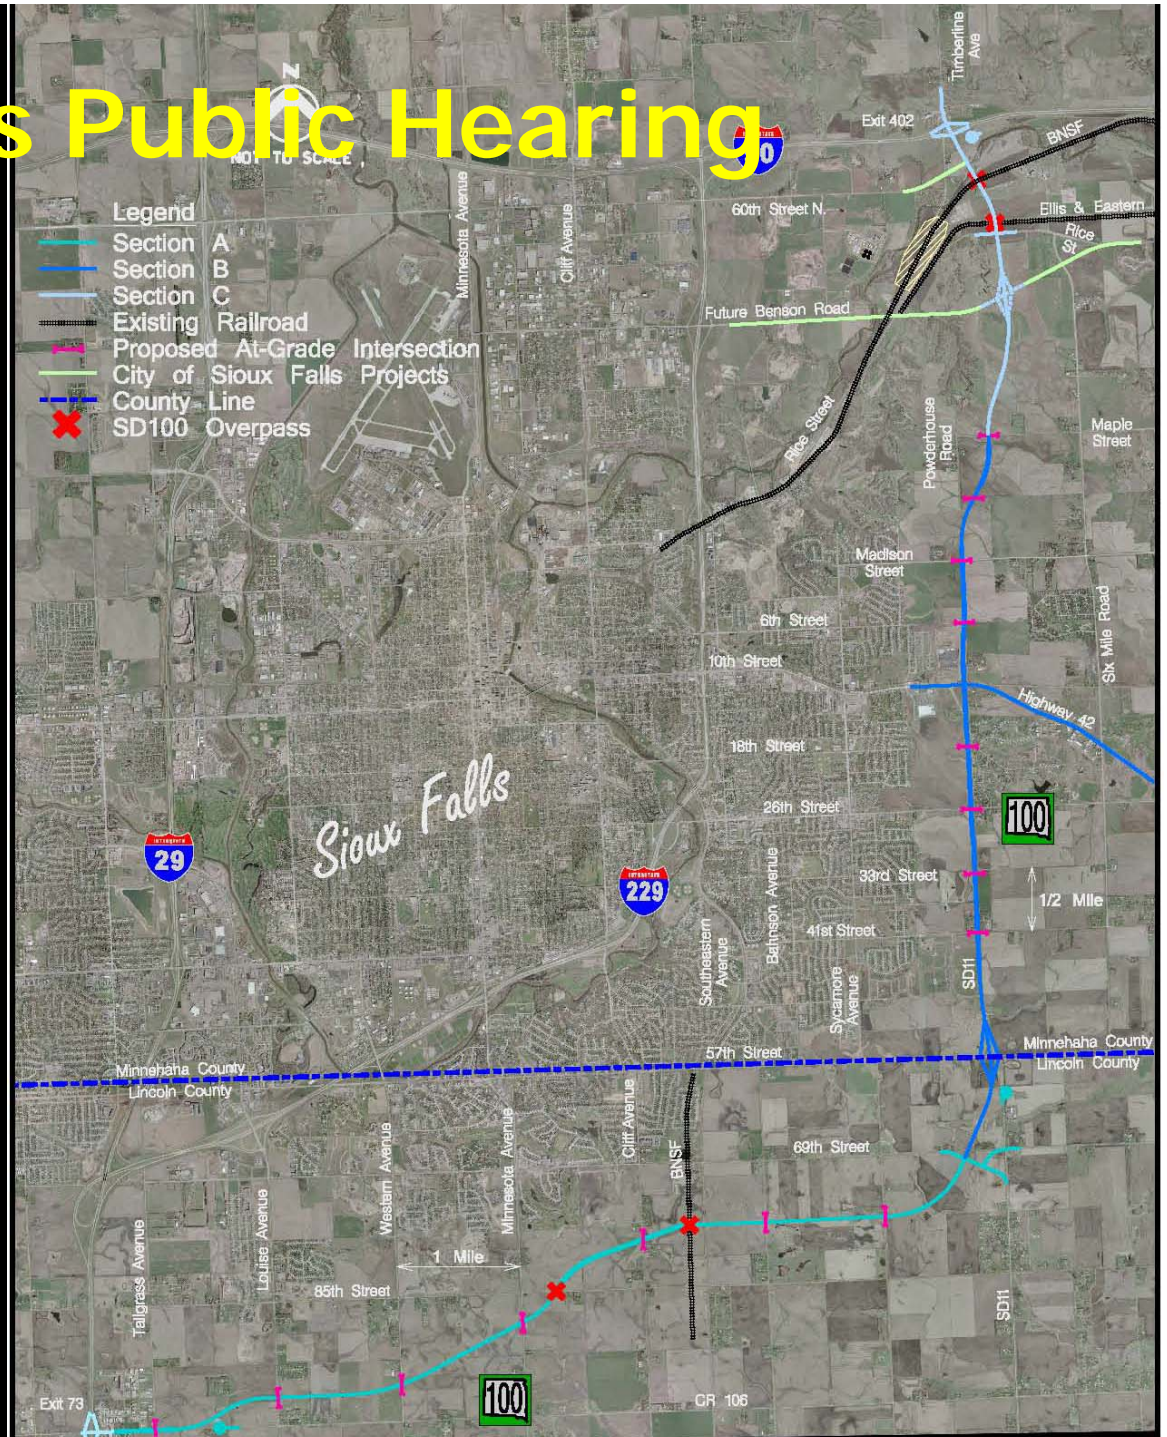 s Public Hearing
NOT TO SCALE
Legend
Section A
Section B
Section C
Existing Railroad
Proposed At-Grade Intersection
City of Sioux Falls Projects
County Line
SD100 Overpass
Timberline
Ave
Exit 402
BNSF
60th Street N.
Ellis & Eastern
Rice
St
Minnesota Avenue
Cliff Avenue
Future Benson Road
Rice Street
Powderhouse
Road
Maple
Street
Madison
Street
6th Street
Six Mile Road
10th Street
Highway 42
18th Street
Sioux Falls
26th Street
100
INTERSTATE
29
INTERSTATE
229
33rd Street
1/2 Mile
Bahnson Avenue
41st Street
Southeastern
Avenue
Sycamore
Avenue
SD11
57th Street
Minnehaha County
Lincoln County
Minnehaha County
Lincoln County
Cliff Avenue
Western Avenue
Minnesota Avenue
BNSF
69th Street
Louise Avenue
Tallgrass Avenue
1 Mile
85th Street
SD11
Exit 73
100
CR 106